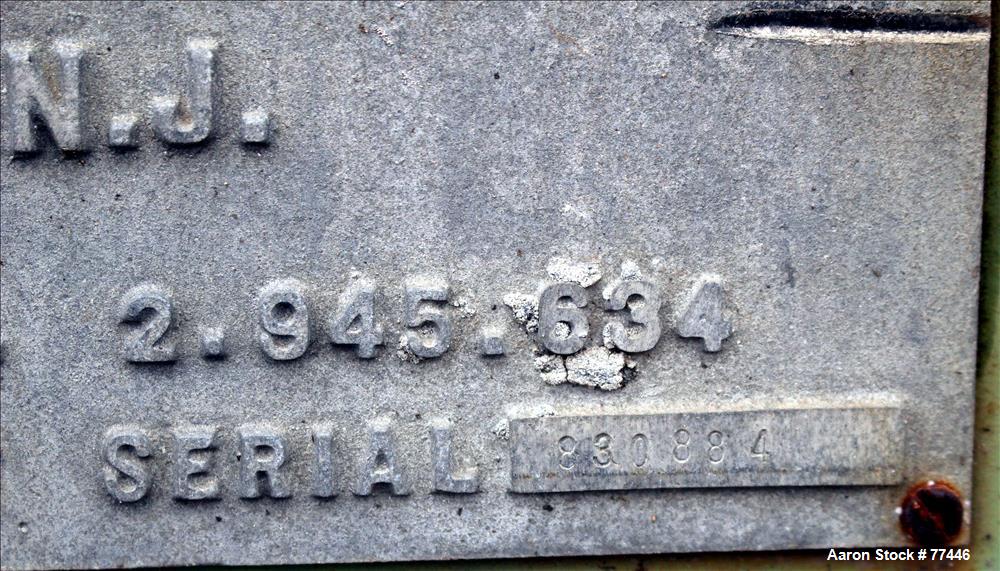 N.J.
2.945.634
SERIAL 830884
Aaron Stock # 77446